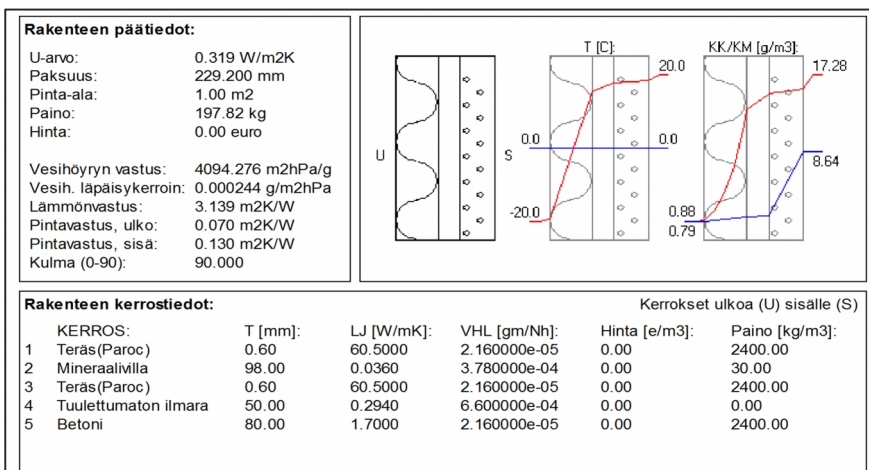 Rakenteen päätiedot:
U-arvo: 0.319 W/m2K
Paksuus: 229.200 mm
Pinta-ala: 1.00 m2
Paino: 197.82 kg
Hinta: 0.00 euro
Vesihöyryn vastus: 4094.276 m2hPa/g
Vesih. läpäisykerroin: 0.000244 g/m2hPa
Lämmönvastus: 3.139 m2K/W
Pintavastus, ulko: 0.070 m2K/W
Pintavastus, sisä: 0.130 m2K/W
Kulma (0-90): 90.000
T [C]: KK/KM [g/m3]:
20.0 17.28
0.0 0.0
U S 8.64
-20.0 0.88
0.79
Rakenteen kerrostiedot: Kerrokset ulkoa (U) sisälle (S)
KERROS: T [mm]: LJ [W/mK]: VHL [gm/Nh]: Hinta [e/m3]: Paino [kg/m3]:
1 Teräs(Paroc) 0.60 60.5000 2.160000e-05 0.00 2400.00
2 Mineraalivilla 98.00 0.0360 3.780000e-04 0.00 30.00
3 Teräs(Paroc) 0.60 60.5000 2.160000e-05 0.00 2400.00
4 Tuulettumaton ilmara 50.00 0.2940 6.600000e-04 0.00 0.00
5 Betoni 80.00 1.7000 2.160000e-05 0.00 2400.00